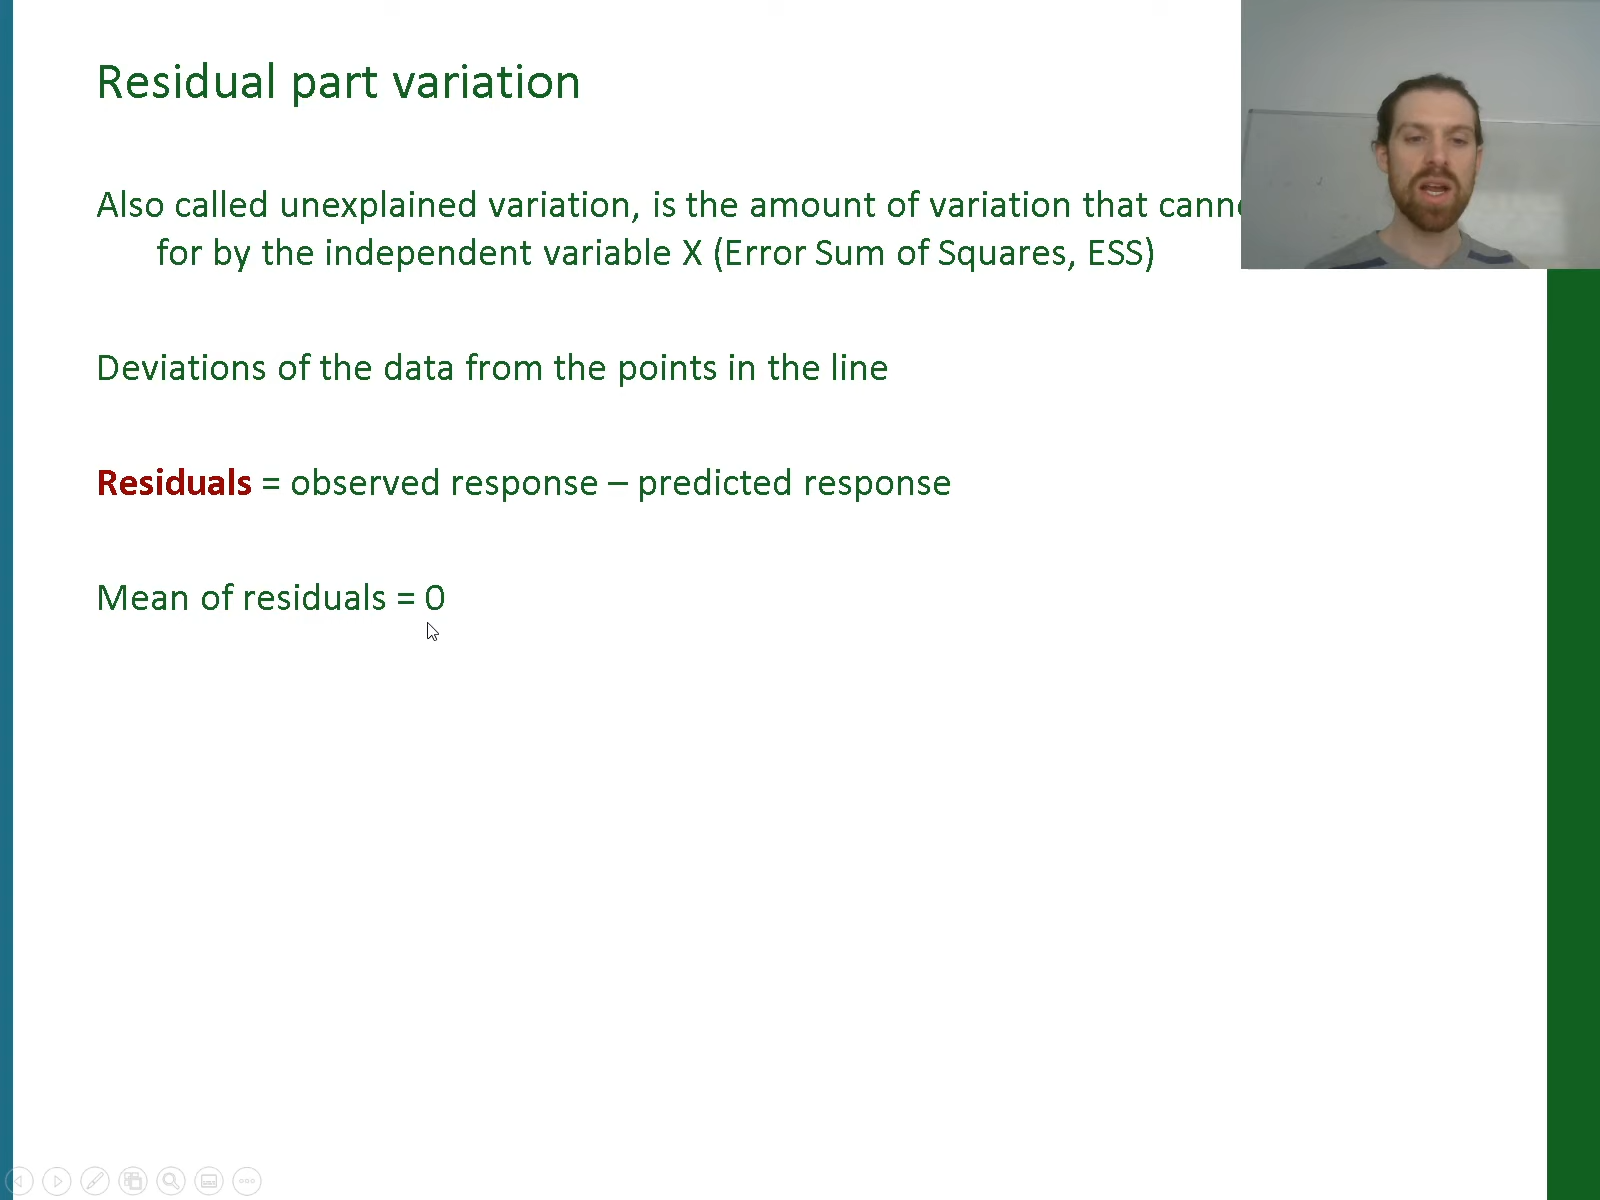 Residual part variation
Also called unexplained variation, is the amount of variation that
for by the independent variable X (Error Sum of Squares, ESS)
Deviations of the data from the points in the line
Residuals = observed response – predicted response
Mean of residuals = 0